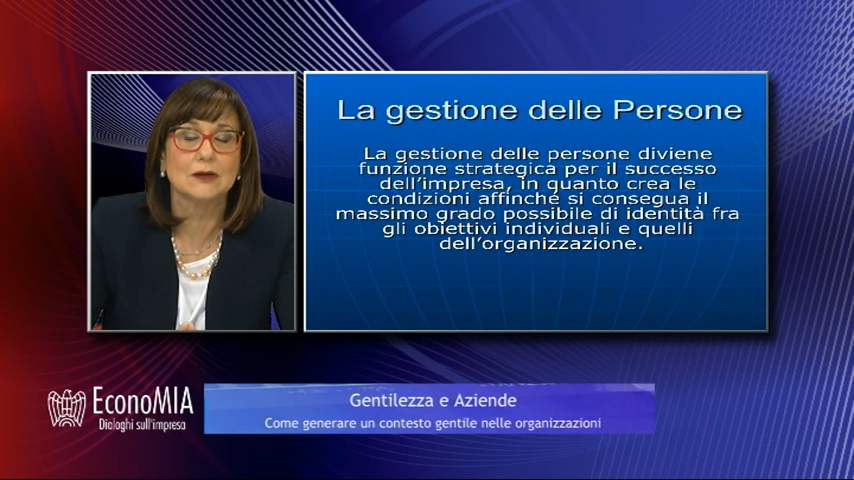 La gestione delle Persone
La gestione delle persone diviene
funzione strategica per il successo
dell'impresa, in quanto crea le
condizioni affinché si consegua il
massimo grado possibile di identità fra
gli obiettivi individuali e quelli
dell'organizzazione.
EconoMIA
Dialoghi sull'impresa
Gentilezza e Aziende
Come generare un contesto gentile nelle organizzazioni